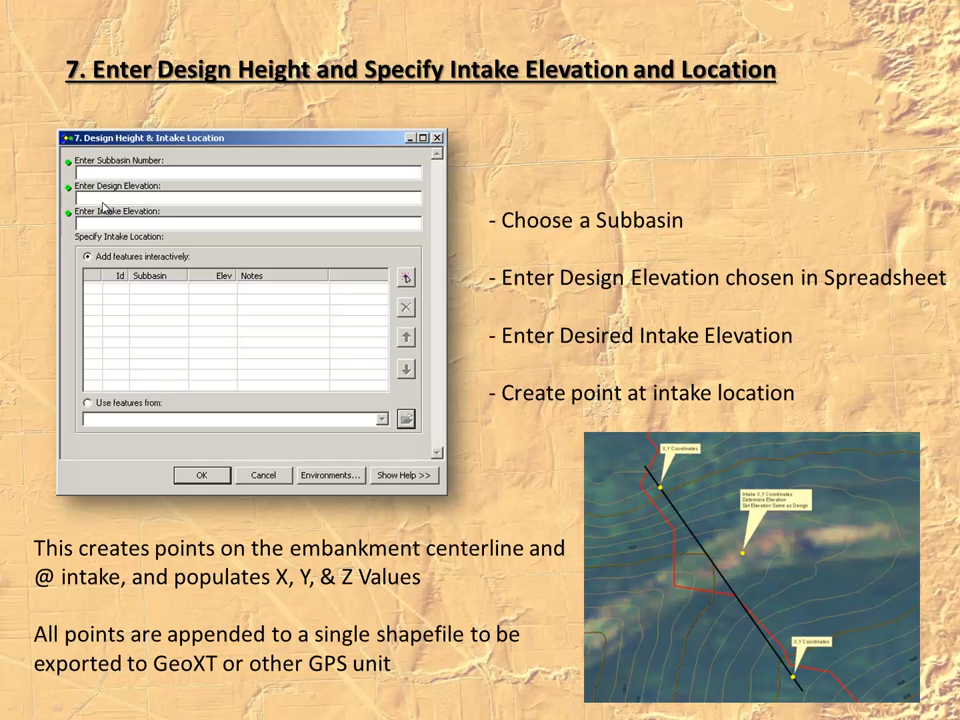 7. Enter Design Height and Specify Intake Elevation and Location
7. Design Height & Intake Location
Enter Subbasin Number:
Enter Design Elevation:
Enter Intake Elevation:
Specify Intake Location:
Add features interactively:
Id Subbasin Elev Notes
Use features from:
OK Cancel Environments... Show Help >>
- Choose a Subbasin
- Enter Design Elevation chosen in Spreadsheet
- Enter Desired Intake Elevation
- Create point at intake location
X,Y Coordinates
Intake X,Y Coordinates
Determine Elevation
Set Elevation Same as Design
X,Y Coordinates
This creates points on the embankment centerline and
@ intake, and populates X, Y, & Z Values
All points are appended to a single shapefile to be
exported to GeoXT or other GPS unit